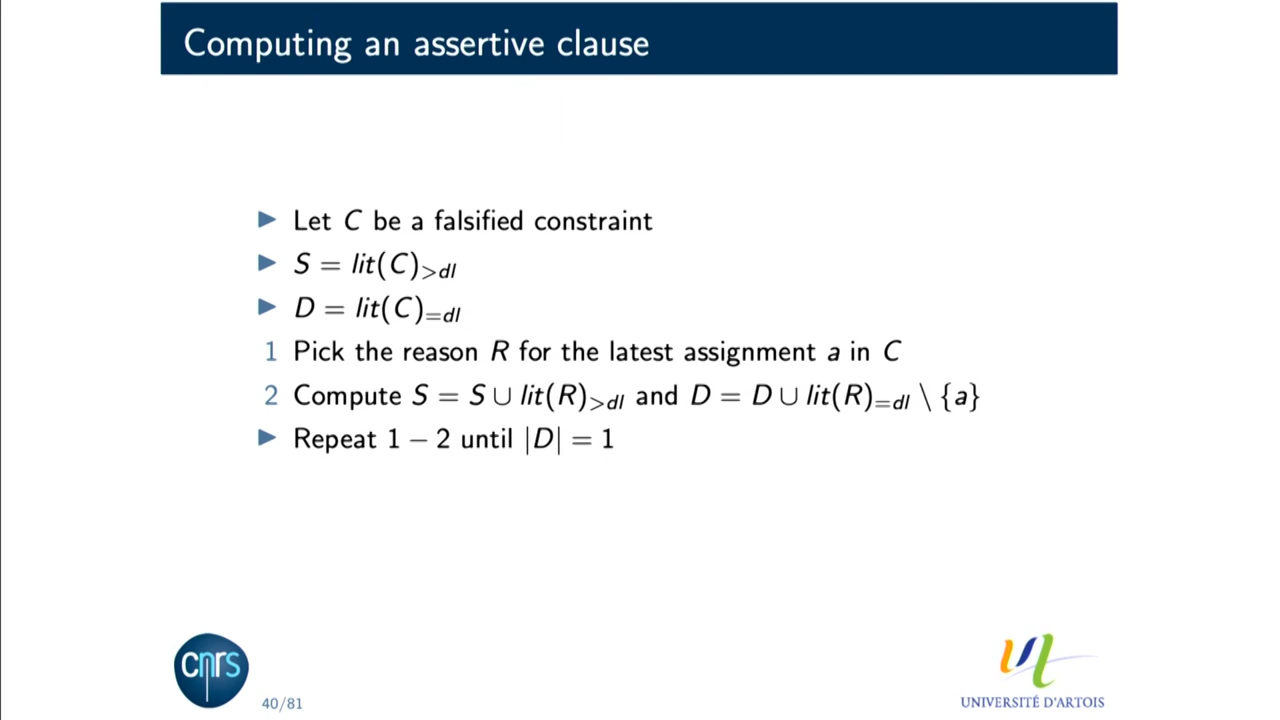 Computing an assertive clause
▶ Let C be a falsified constraint
▶ S = lit(C)>dl
▶ D = lit(C)=dl
1 Pick the reason R for the latest assignment a in C
2 Compute S = S ∪ lit(R)>dl and D = D ∪ lit(R)=dl \ {a}
▶ Repeat 1 – 2 until |D| = 1
cnrs
40/81
UNIVERSITÉ D'ARTOIS